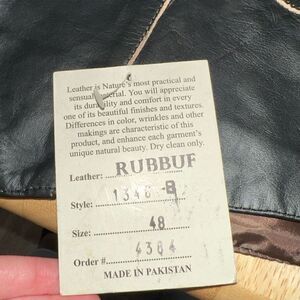 Leather is Nature's most practical and
sensual material. You will appreciate
its durability and comfort in every
one of its beautiful finishes and textures.
Differences in color, wrinkles and other
makings are characteristic of this
product, and enhance each garment's
unique natural beauty. Dry clean only.
Leather: RUBBUF
Style: 1346-B
Size: 48
Order # 4384
MADE IN PAKISTAN